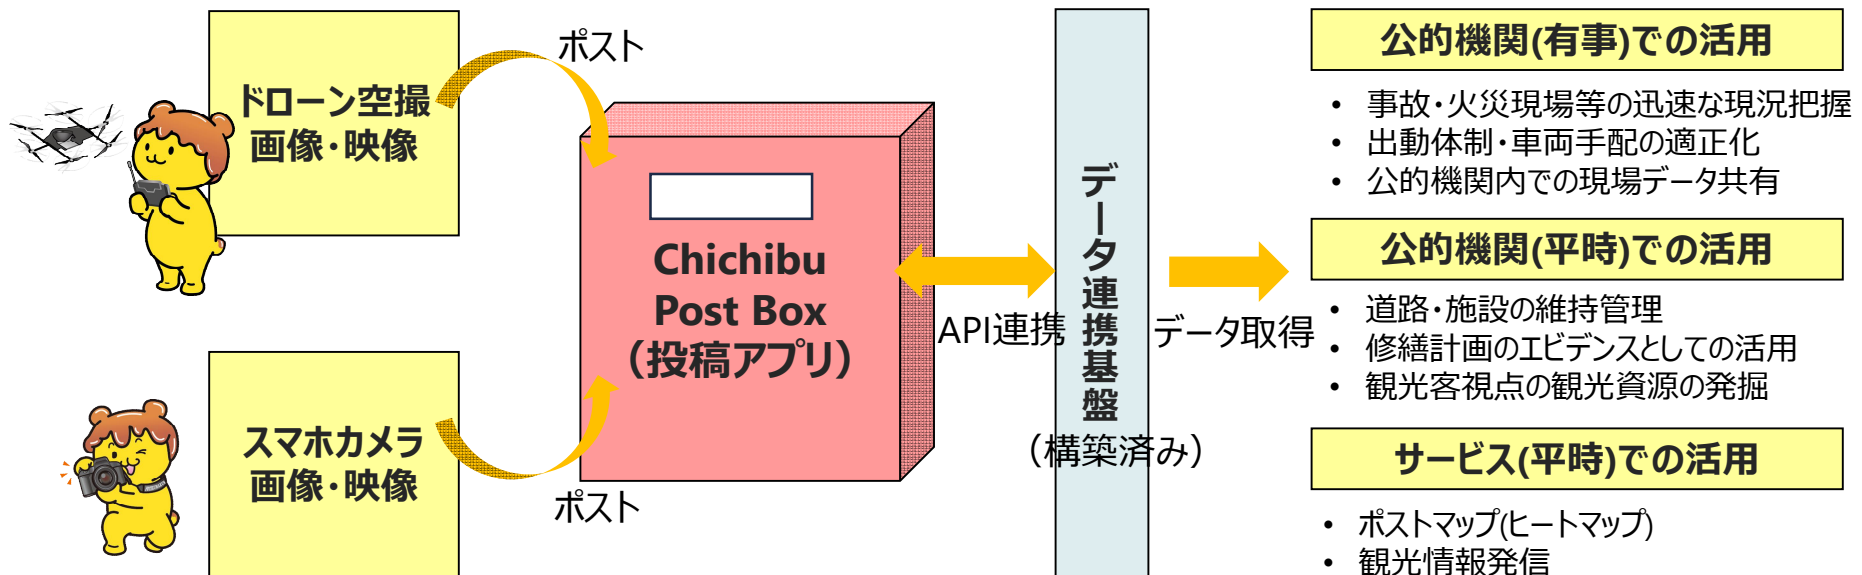 ドローン空撮
画像・映像
ポスト
スマホカメラ
画像・映像
ポスト
Chichibu
Post Box
（投稿アプリ）
API連携
データ連携基盤
（構築済み）
データ取得
公的機関(有事)での活用
• 事故・火災現場等の迅速な現況把握
• 出動体制・車両手配の適正化
• 公的機関内での現場データ共有
公的機関(平時)での活用
• 道路・施設の維持管理
• 修繕計画のエビデンスとしての活用
• 観光客視点の観光資源の発掘
サービス(平時)での活用
• ポストマップ(ヒートマップ)
• 観光情報発信